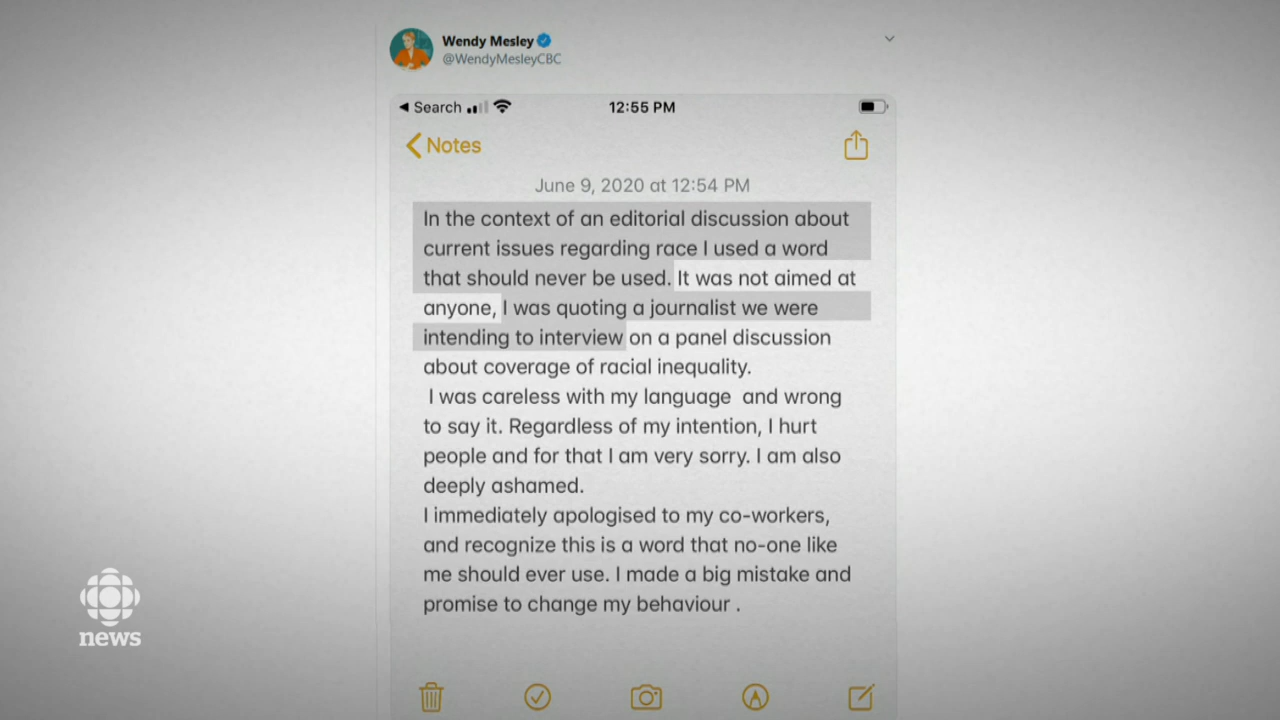 Wendy Mesley
@WendyMesleyCBC
Search
12:55 PM
Notes
June 9, 2020 at 12:54 PM
In the context of an editorial discussion about
current issues regarding race I used a word
that should never be used. It was not aimed at
anyone, I was quoting a journalist we were
intending to interview on a panel discussion
about coverage of racial inequality.
I was careless with my language  and wrong
to say it. Regardless of my intention, I hurt
people and for that I am very sorry. I am also
deeply ashamed.
I immediately apologised to my co-workers,
and recognize this is a word that no-one like
me should ever use. I made a big mistake and
promise to change my behaviour .
news